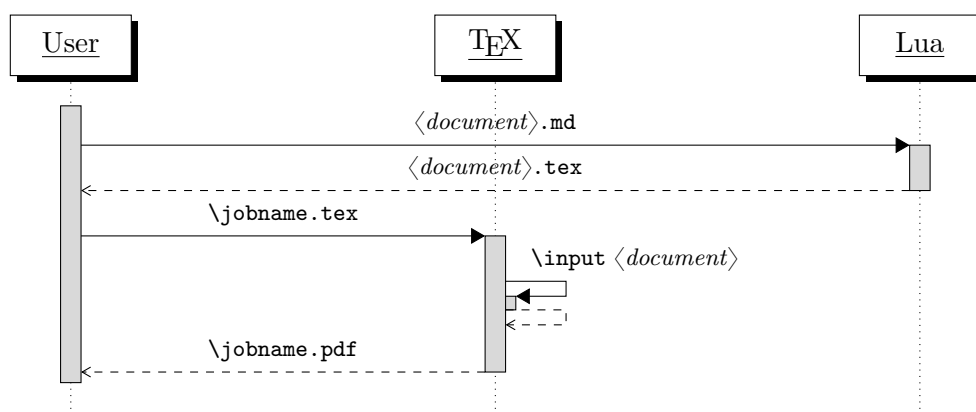 User TEX Lua
⟨document⟩.md
⟨document⟩.tex
\jobname.tex
\input ⟨document⟩
\jobname.pdf